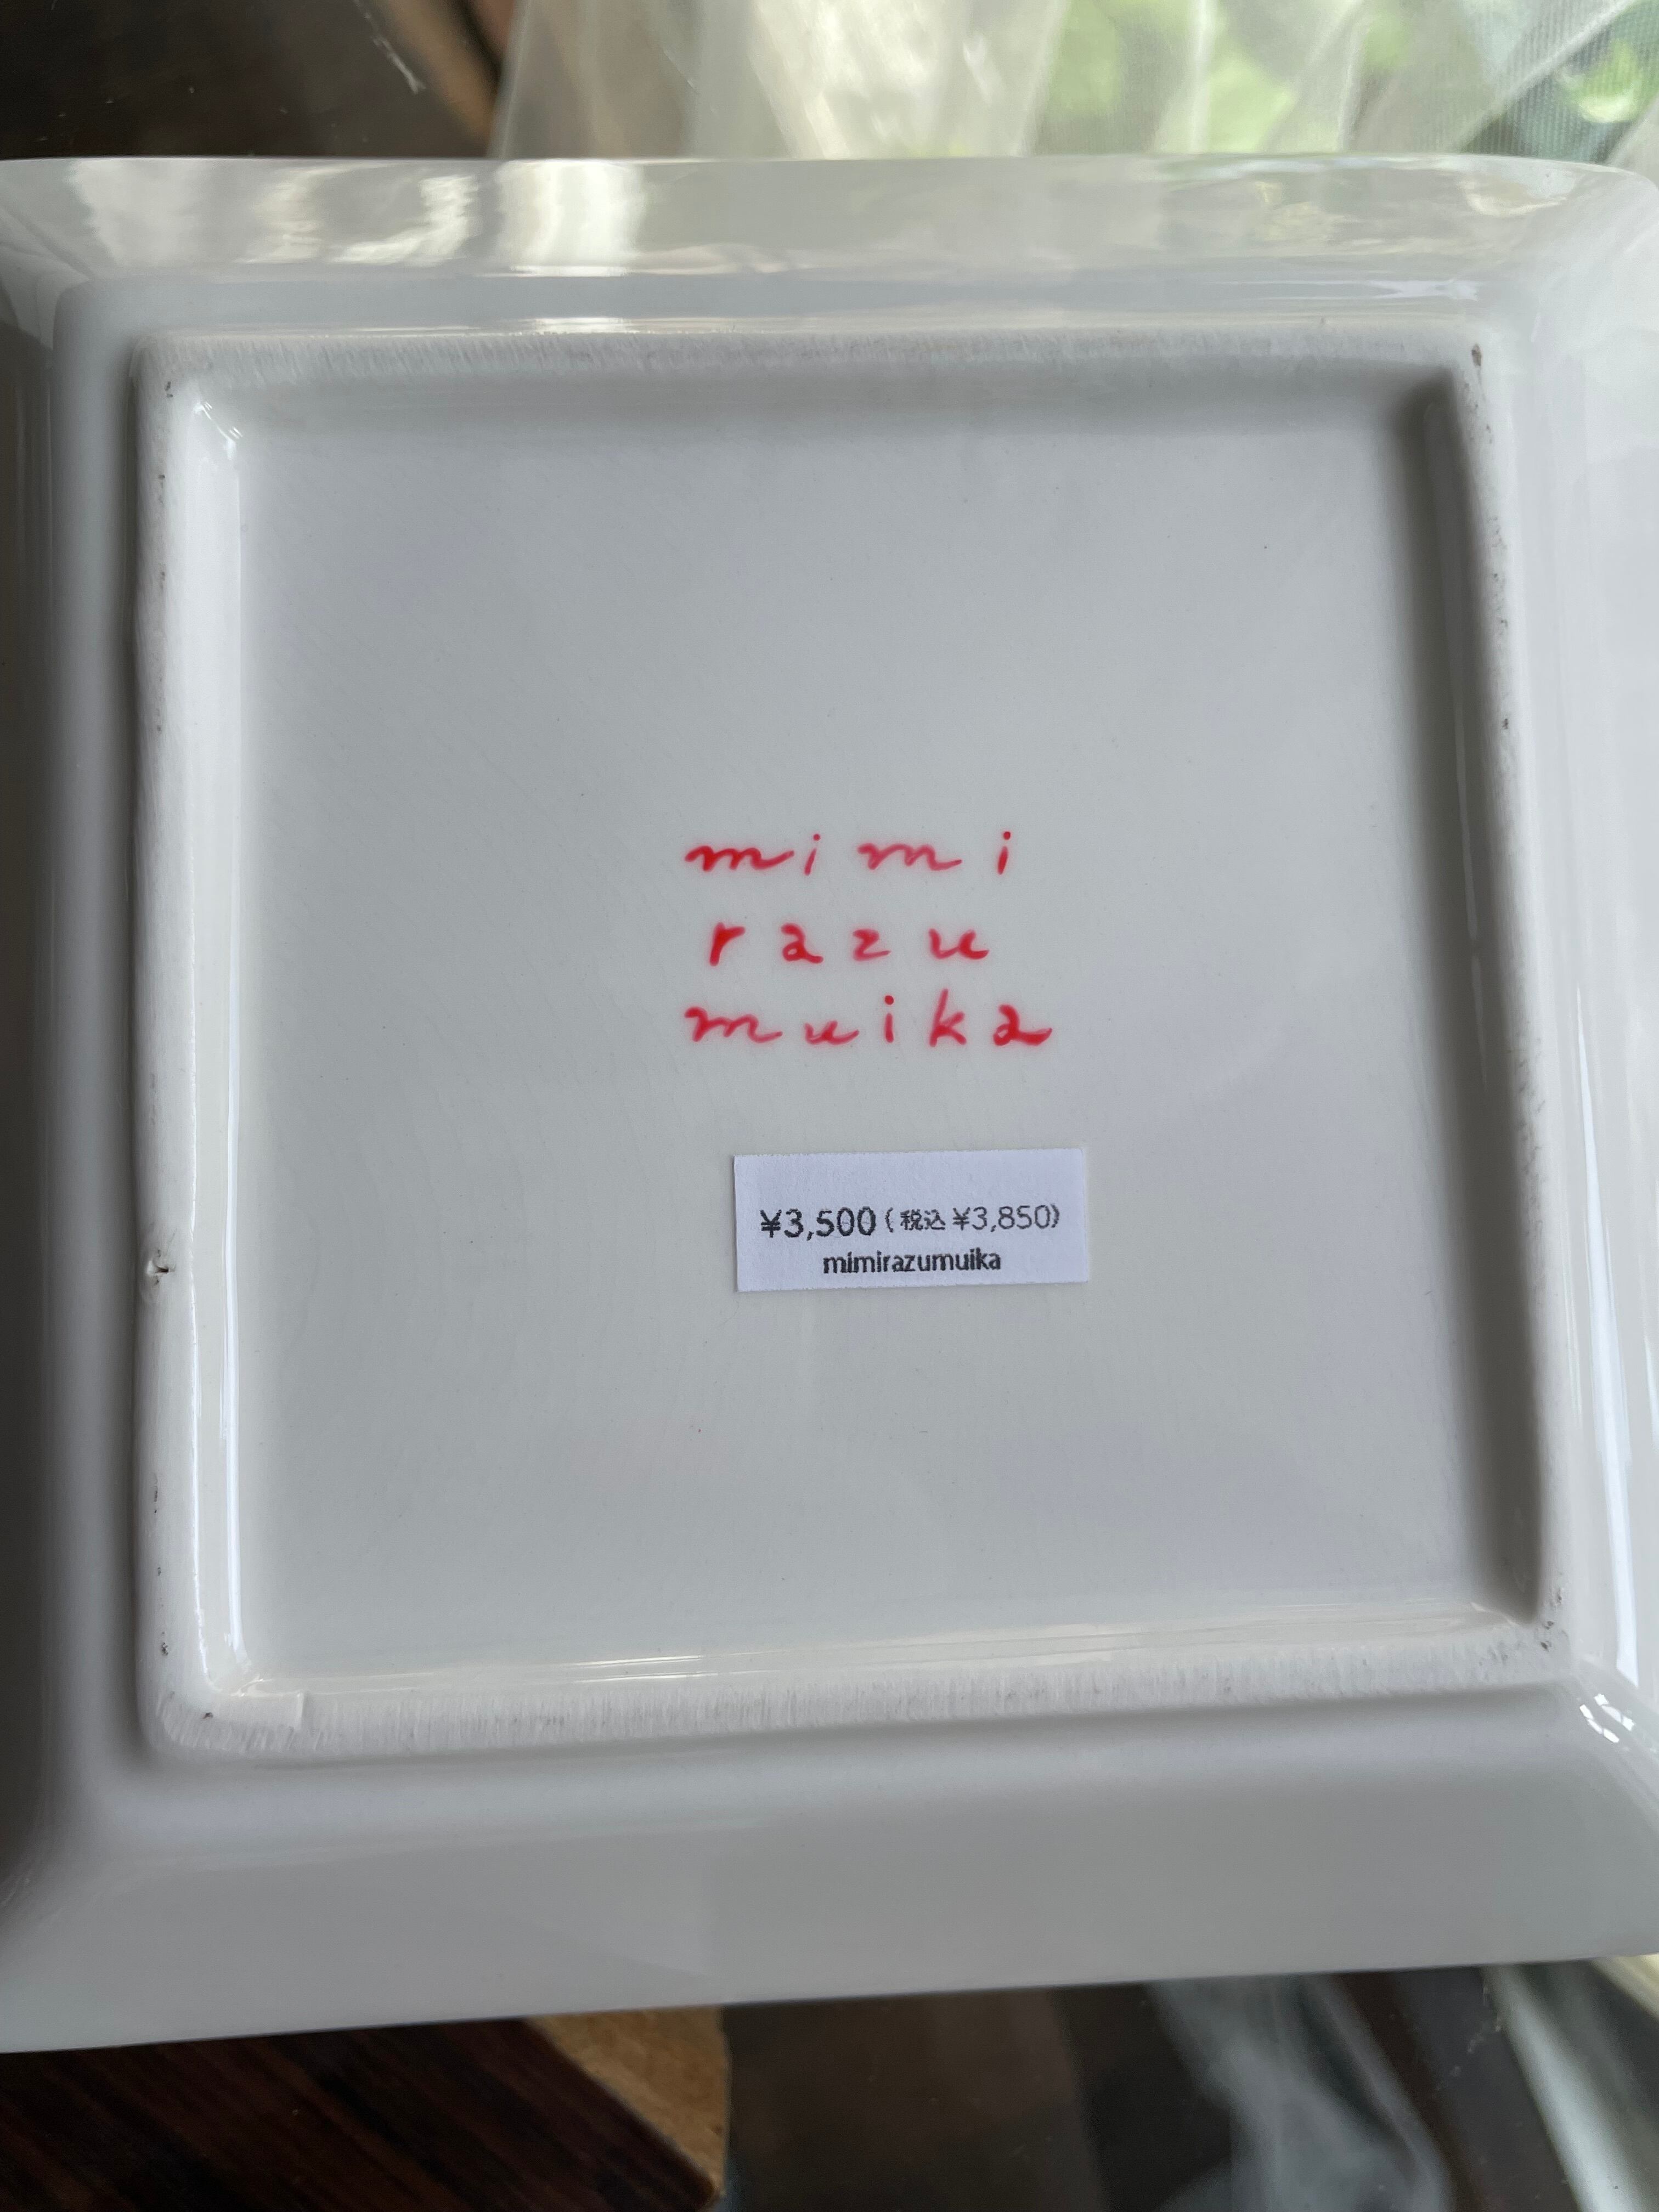 mimi
razu
muika
¥3,500(税込¥3,850)
mimirazumuika